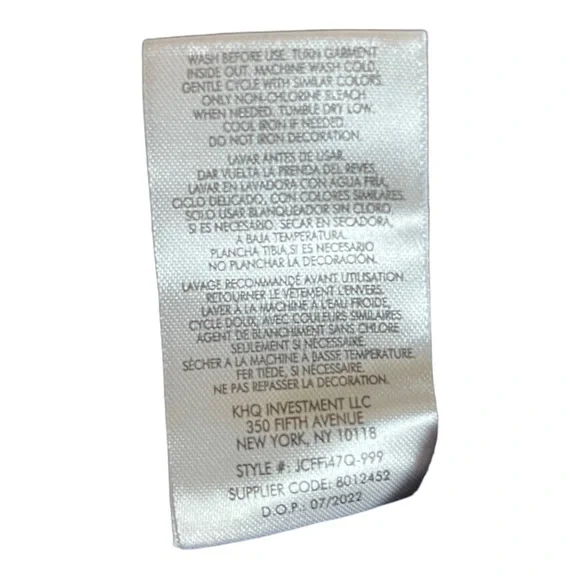 WASH BEFORE USE. TURN GARMENT
INSIDE OUT. MACHINE WASH COLD,
GENTLE CYCLE WITH SIMILAR COLORS.
ONLY NON-CHLORINE BLEACH
WHEN NEEDED. TUMBLE DRY LOW.
COOL IRON IF NEEDED.
DO NOT IRON DECORATION.
LAVAR ANTES DE USAR.
DAR VUELTA LA PRENDA DEL REVES,
LAVAR EN LAVADORA CON AGUA FRIA,
CICLO DELICADO, CON COLORES SIMILARES.
SOLO USAR BLANQUEADOR SIN CLORO,
SI ES NECESARIO. SECAR EN SECADORA,
A BAJA TEMPERATURA.
PLANCHA TIBIA, SI ES NECESARIO
NO PLANCHAR LA DECORACIÓN.
LAVAGE RECOMMANDÉ AVANT UTILISATION
RETOURNER LE VÊTEMENT L'ENVERS.
LAVER À LA MACHINE À L'EAU FROIDE,
CYCLE DOUX, AVEC COULEURS SIMILAIRES
AGENT DE BLANCHIMENT SANS CHLORE
SEULEMENT SI NÉCESSAIRE.
SÉCHER A LA MACHINE À BASSE TEMPÉRATURE.
FER TIÈDE, SI NÉCESSAIRE.
NE PAS REPASSER LA DECORATION.
KHQ INVESTMENT LLC
350 FIFTH AVENUE
NEW YORK, NY 10118
STYLE #: JCFFI47Q-999
SUPPLIER CODE: 8012452
D.O.P.: 07/2022